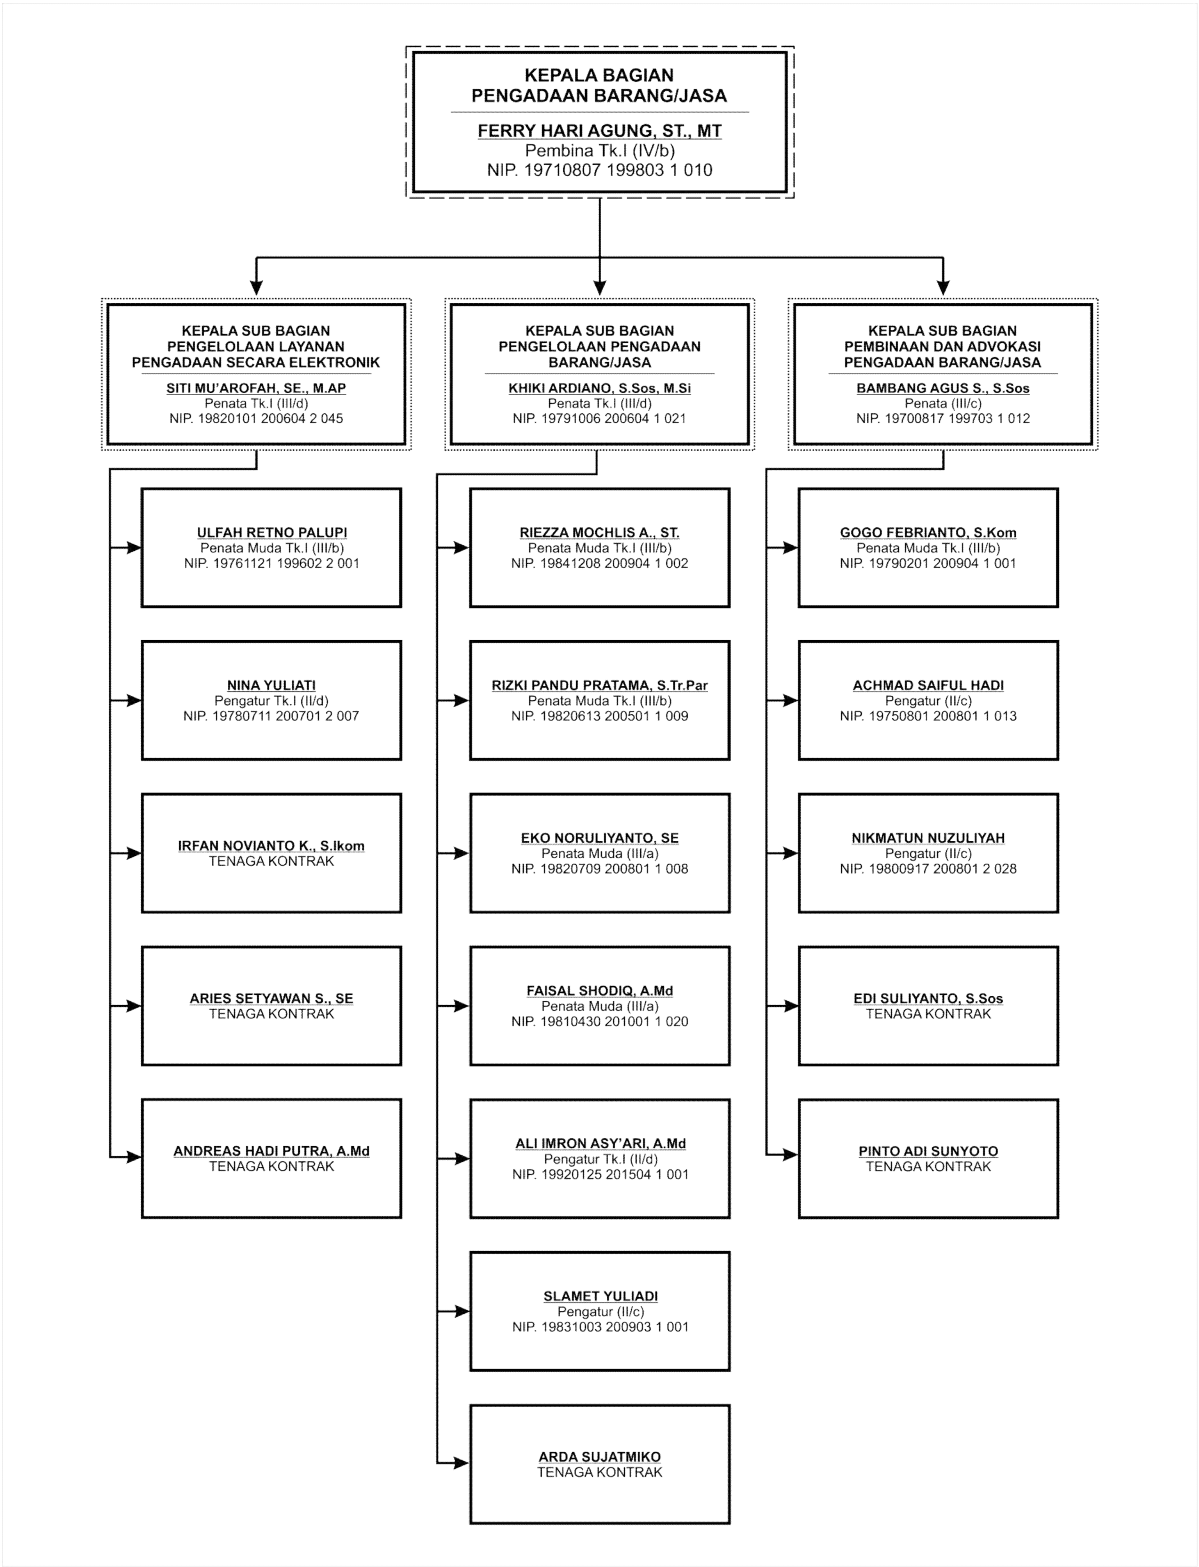 KEPALA BAGIAN
PENGADAAN BARANG/JASA
FERRY HARI AGUNG, ST., MT
Pembina Tk.I (IV/b)
NIP. 19710807 199803 1 010
KEPALA SUB BAGIAN
PENGELOLAAN LAYANAN
PENGADAAN SECARA ELEKTRONIK
SITI MU’AROFAH, SE., M.AP
Penata Tk.I (III/d)
NIP. 19820101 200604 2 045
KEPALA SUB BAGIAN
PENGELOLAAN PENGADAAN
BARANG/JASA
KHIKI ARDIANO, S.Sos, M.Si
Penata Tk.I (III/d)
NIP. 19791006 200604 1 021
KEPALA SUB BAGIAN
PEMBINAAN DAN ADVOKASI
PENGADAAN BARANG/JASA
BAMBANG AGUS S., S.Sos
Penata (III/c)
NIP. 19700817 199703 1 012
ULFAH RETNO PALUPI
Penata Muda Tk.I (III/b)
NIP. 19761121 199602 2 001
NINA YULIATI
Pengatur Tk.I (II/d)
NIP. 19780711 200701 2 007
IRFAN NOVIANTO K., S.Ikom
TENAGA KONTRAK
ARIES SETYAWAN S., SE
TENAGA KONTRAK
ANDREAS HADI PUTRA, A.Md
TENAGA KONTRAK
RIEZZA MOCHLIS A., ST.
Penata Muda Tk.I (III/b)
NIP. 19841208 200904 1 002
RIZKI PANDU PRATAMA, S.Tr.Par
Penata Muda Tk.I (III/b)
NIP. 19820613 200501 1 009
EKO NORULIYANTO, SE
Penata Muda (III/a)
NIP. 19820709 200801 1 008
FAISAL SHODIQ, A.Md
Penata Muda (III/a)
NIP. 19810430 201001 1 020
ALI IMRON ASY’ARI, A.Md
Pengatur Tk.I (II/d)
NIP. 19920125 201504 1 001
SLAMET YULIADI
Pengatur (II/c)
NIP. 19831003 200903 1 001
ARDA SUJATMIKO
TENAGA KONTRAK
GOGO FEBRIANTO, S.Kom
Penata Muda Tk.I (III/b)
NIP. 19790201 200904 1 001
ACHMAD SAIFUL HADI
Pengatur (II/c)
NIP. 19750801 200801 1 013
NIKMATUN NUZULIYAH
Pengatur (II/c)
NIP. 19800917 200801 2 028
EDI SULIYANTO, S.Sos
TENAGA KONTRAK
PINTO ADI SUNYOTO
TENAGA KONTRAK